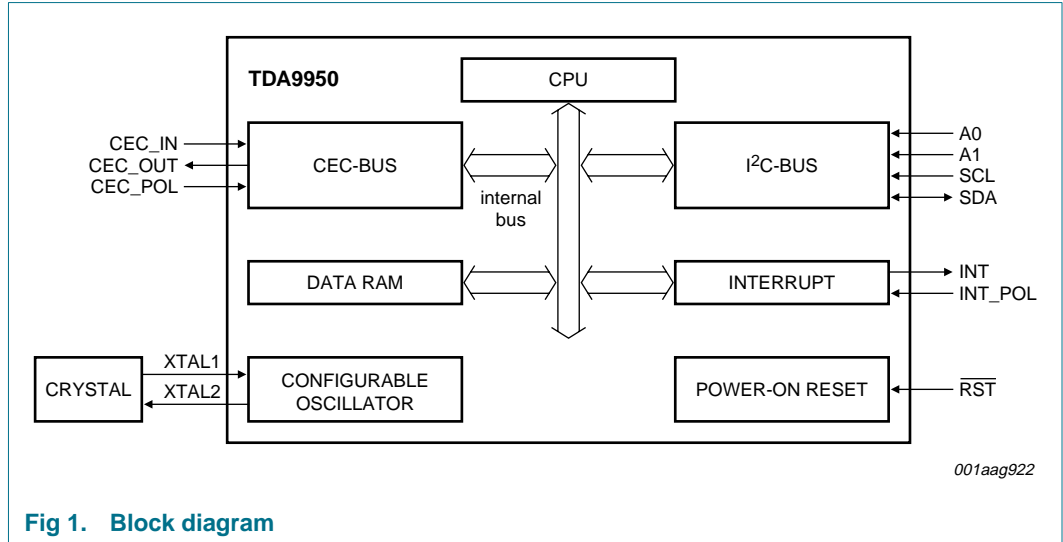 TDA9950
CPU
CEC_IN
CEC_OUT
CEC_POL
CEC-BUS
internal
bus
I²C-BUS
A0
A1
SCL
SDA
DATA RAM
INTERRUPT
INT
INT_POL
CRYSTAL
XTAL1
XTAL2
CONFIGURABLE
OSCILLATOR
POWER-ON RESET
R̅S̅T̅
001aag922
Fig 1. Block diagram